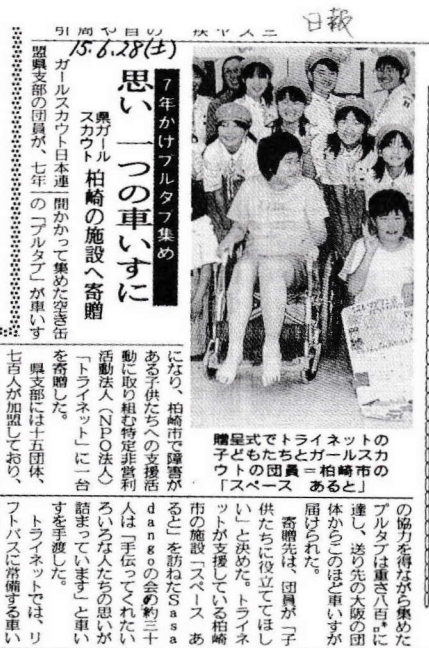 日報
15.6.28(土)
7年かけプルタブ集め
思い 一つの車いすに
県ガール
スカウト
柏崎の施設へ寄贈
ガールスカウト日本連
盟県支部の団員が、七年
間かかって集めた空き缶
の「プルタブ」が車いす
になり、柏崎市で障害が
ある子供たちへの支援活
動に取り組む特定非営利
活動法人（NPO法人）
「トライネット」に一台
を寄贈した。
県支部には十五団体、
七百人が加盟しており、
贈呈式でトライネットの
子どもたちとガールスカ
ウトの団員＝柏崎市の
「スペース あると」
の協力を得ながら集めた
プルタブは重さ八百㌔に
達し、送り先の大阪の団
体からこのほど車いすが
届けられた。
寄贈先は、団員が「子
供たちに役立ててほし
い」と決めた。トライネ
ットが支援している柏崎
市の施設「スペース あ
ると」を訪ねたSasa
dangoの会の約三十
人は「手伝ってくれたい
ろいろな人たちの思いが
詰まっています」と車い
すを手渡した。
トライネットでは、リ
フトバスに常備する車い